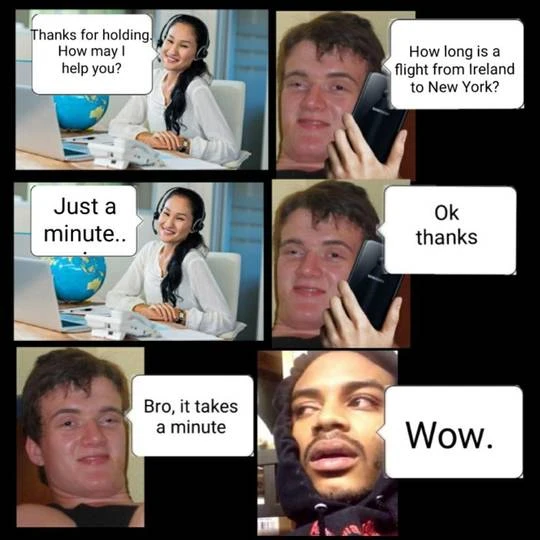 Thanks for holding.
How may I
help you?
How long is a
flight from Ireland
to New York?
Just a
minute..
Ok
thanks
Bro, it takes
a minute
Wow.